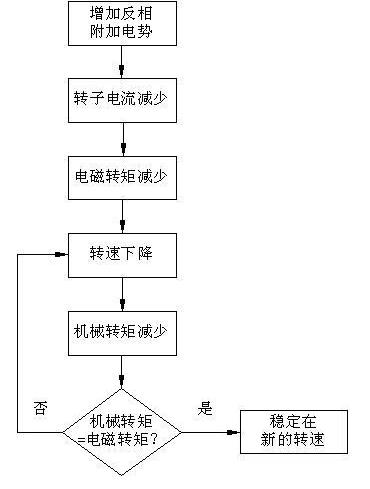 增加反相
附加电势
转子电流减少
电磁转矩减少
转速下降
机械转矩减少
机械转矩
=电磁转矩?
否
是
稳定在
新的转速